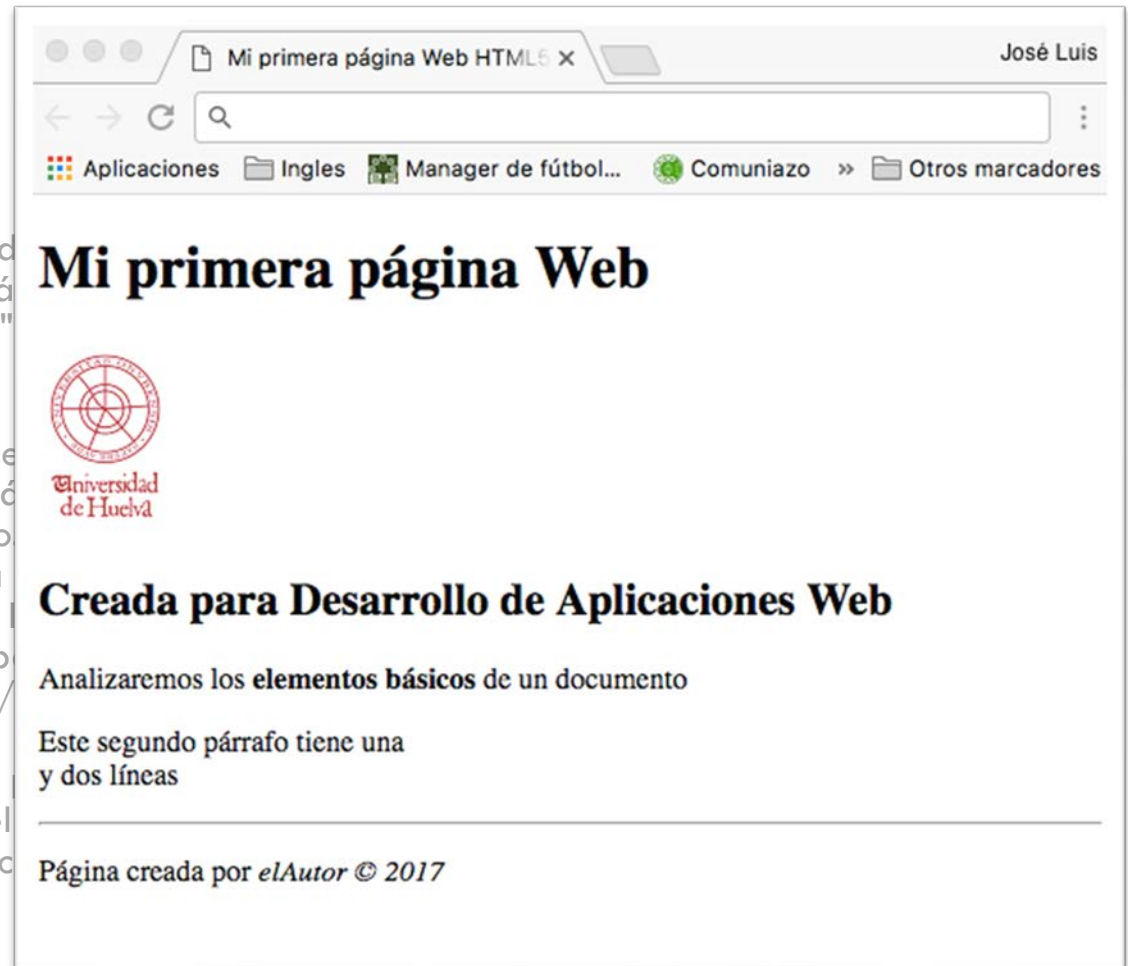 Mi primera página Web HTML5
José Luis
Aplicaciones Ingles Manager de fútbol... Comuniazo » Otros marcadores
Mi primera página Web
Universidad
de Huelva
Creada para Desarrollo de Aplicaciones Web
Analizaremos los elementos básicos de un documento
Este segundo párrafo tiene una
y dos líneas
Página creada por elAutor © 2017